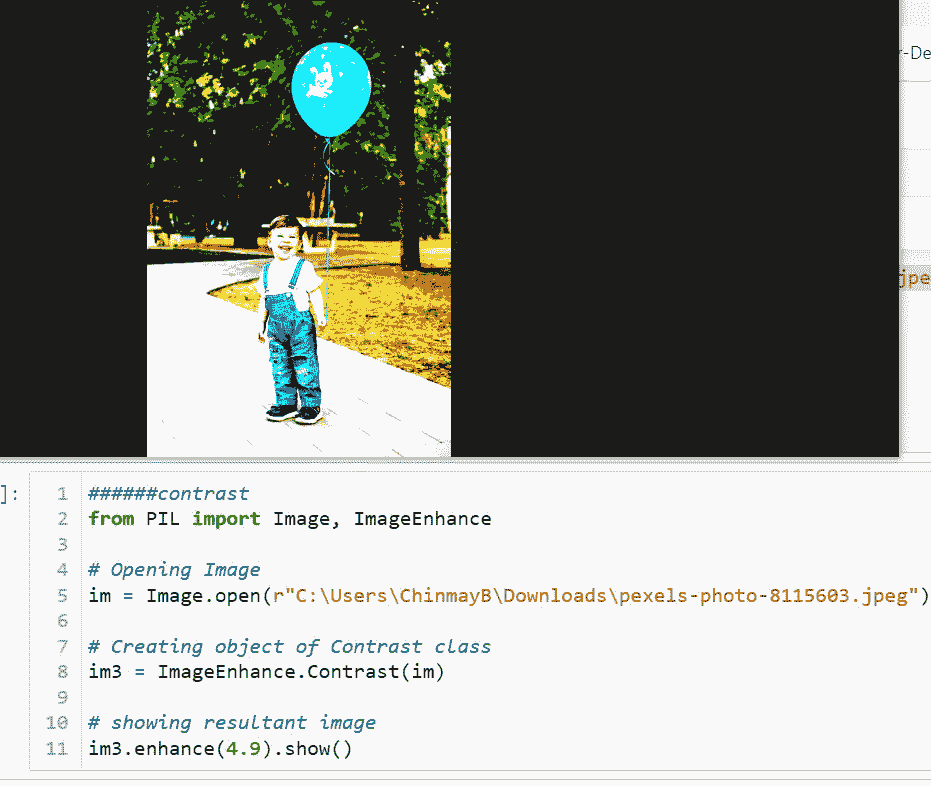 r-De
jpe
]:
1 ######contrast
2 from PIL import Image, ImageEnhance
3
4 # Opening Image
5 im = Image.open(r"C:\Users\ChinmayB\Downloads\pexels-photo-8115603.jpeg")
6
7 # Creating object of Contrast class
8 im3 = ImageEnhance.Contrast(im)
9
10 # showing resultant image
11 im3.enhance(4.9).show()